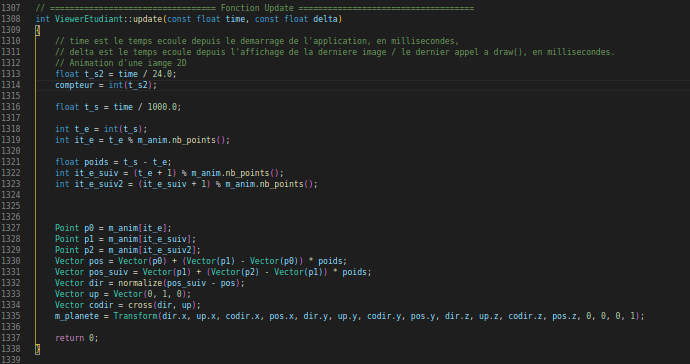 1307 // ================================== Fonction Update ====================================
1308 int ViewerEtudiant::update(const float time, const float delta)
1309 {
1310 // time est le temps ecoule depuis le demarrage de l'application, en millisecondes,
1311 // delta est le temps ecoule depuis l'affichage de la derniere image / le dernier appel a draw(), en millisecondes.
1312 // Animation d'une iamge 2D
1313 float t_s2 = time / 24.0;
1314 compteur = int(t_s2);
1315
1316 float t_s = time / 1000.0;
1317
1318 int t_e = int(t_s);
1319 int it_e = t_e % m_anim.nb_points();
1320
1321 float poids = t_s - t_e;
1322 int it_e_suiv = (t_e + 1) % m_anim.nb_points();
1323 int it_e_suiv2 = (it_e_suiv + 1) % m_anim.nb_points();
1324
1325
1326
1327 Point p0 = m_anim[it_e];
1328 Point p1 = m_anim[it_e_suiv];
1329 Point p2 = m_anim[it_e_suiv2];
1330 Vector pos = Vector(p0) + (Vector(p1) - Vector(p0)) * poids;
1331 Vector pos_suiv = Vector(p1) + (Vector(p2) - Vector(p1)) * poids;
1332 Vector dir = normalize(pos_suiv - pos);
1333 Vector up = Vector(0, 1, 0);
1334 Vector codir = cross(dir, up);
1335 m_planete = Transform(dir.x, up.x, codir.x, pos.x, dir.y, up.y, codir.y, pos.y, dir.z, up.z, codir.z, pos.z, 0, 0, 0, 1);
1336
1337 return 0;
1338 }
1339